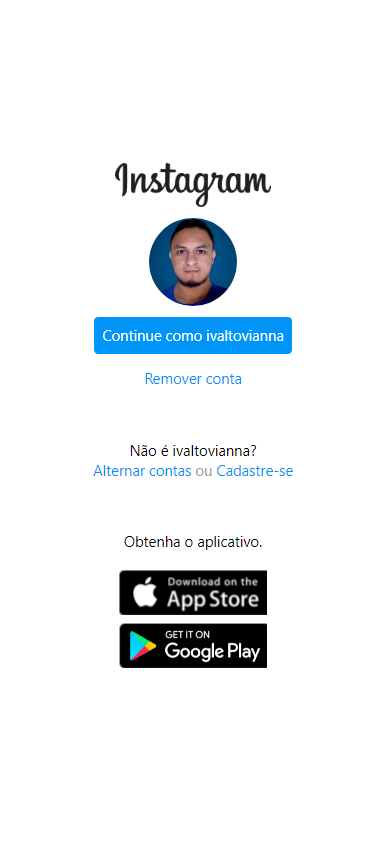 Instagram
Continue como ivaltovianna
Remover conta
Não é ivaltovianna?
Alternar contas ou Cadastre-se
Obtenha o aplicativo.
Download on the
App Store
GET IT ON
Google Play